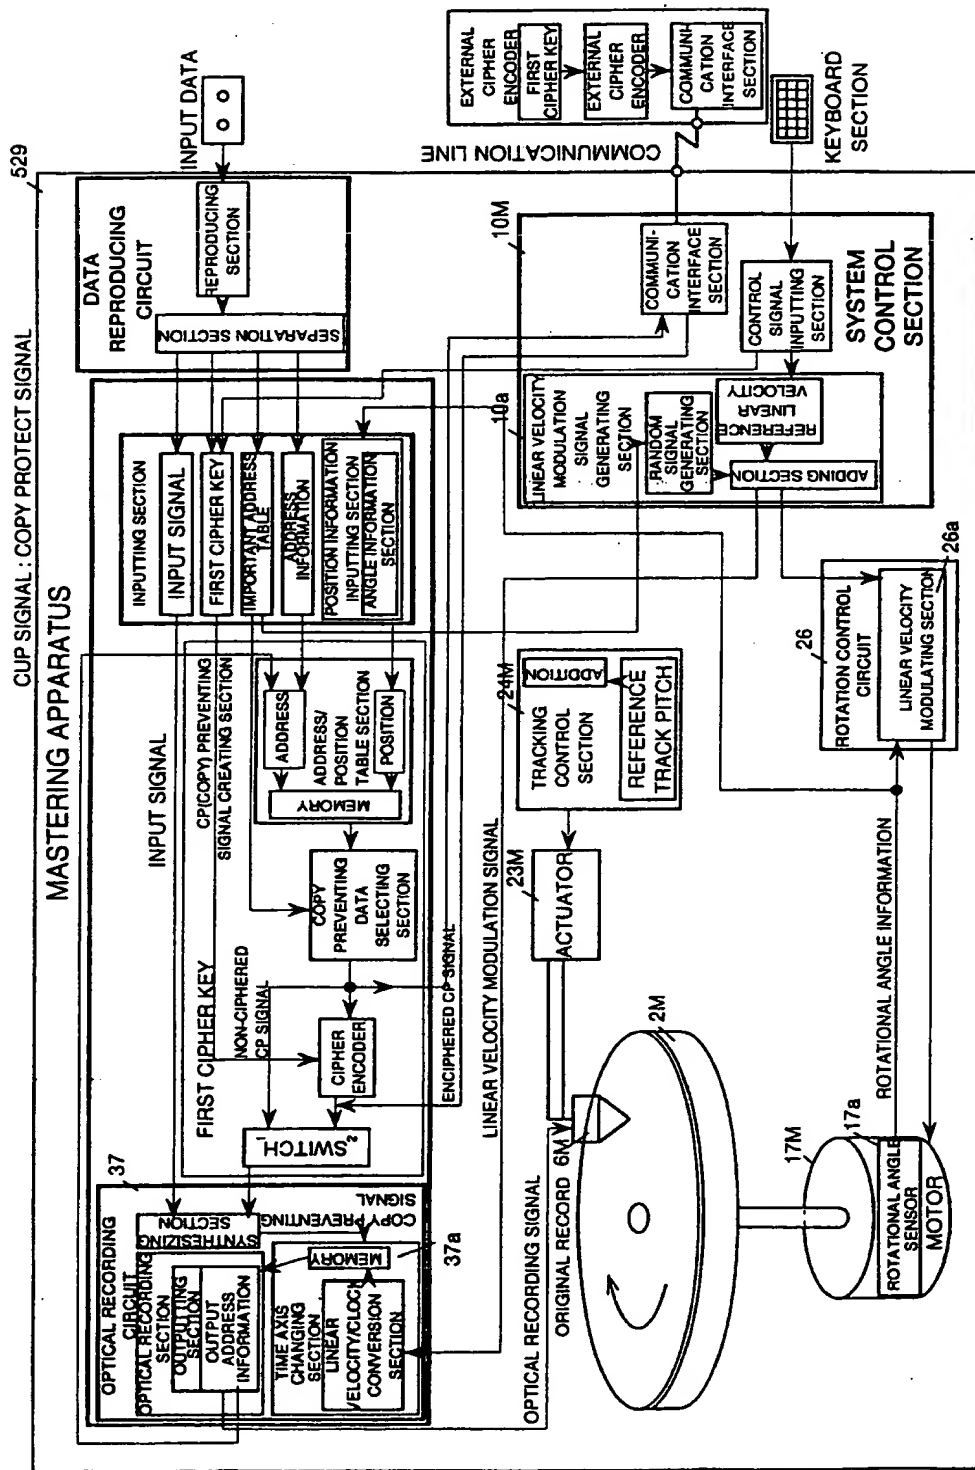 CUP SIGNAL : COPY PROTECT SIGNAL
529
MASTERING APPARATUS
INPUT DATA
DATA
REPRODUCING
CIRCUIT
REPRODUCING
SECTION
SEPARATION SECTION
EXTERNAL
CIPHER
ENCODER
FIRST
CIPHER KEY
EXTERNAL
CIPHER
ENCODER
COMMUNI-
CATION
INTERFACE
SECTION
COMMUNICATION LINE
KEYBOARD
SECTION
INPUTTING SECTION
INPUT SIGNAL
FIRST CIPHER KEY
IMPORTANT ADDRESS
TABLE
ADDRESS
INFORMATION
POSITION INFORMATION
INPUTTING SECTION
ANGLE INFORMATION
SECTION
INPUT SIGNAL
CP(COPY) PREVENTING
SIGNAL CREATING SECTION
ADDRESS
ADDRESS/
POSITION
TABLE SECTION
POSITION
MEMORY
COPY
PREVENTING
DATA
SELECTING
SECTION
FIRST CIPHER KEY
NON-CIPHERED
CP SIGNAL
CIPHER
ENCODER
ENCIPHERED CP SIGNAL
SWITCH
1
2
37
OPTICAL RECORDING
CIRCUIT
OPTICAL RECORDING
SECTION
OUTPUTTING
SECTION
OUTPUT
ADDRESS
INFORMATION
SYNTHESIZING
SECTION
COPY PREVENTING
SIGNAL
TIME AXIS
CHANGING
SECTION
LINEAR
VELOCITY/CLOCK
CONVERSION
SECTION
MEMORY
37a
10M
COMMUNI-
CATION
INTERFACE
SECTION
CONTROL
SIGNAL
INPUTTING
SECTION
SYSTEM
CONTROL
SECTION
10a
LINEAR VELOCITY
MODULATION
SIGNAL
GENERATING
SECTION
RANDOM
SIGNAL
GENERATING
SECTION
REFERENCE
LINEAR
VELOCITY
ADDING SECTION
LINEAR VELOCITY MODULATION SIGNAL
24M
TRACKING
CONTROL
SECTION
ADDITION
REFERENCE
TRACK PITCH
23M
ACTUATOR
26
ROTATION CONTROL
CIRCUIT
26a
LINEAR VELOCITY
MODULATING SECTION
OPTICAL RECORDING SIGNAL
ORIGINAL RECORD
6M
2M
ROTATIONAL ANGLE INFORMATION
17M
17a
ROTATIONAL ANGLE
SENSOR
MOTOR